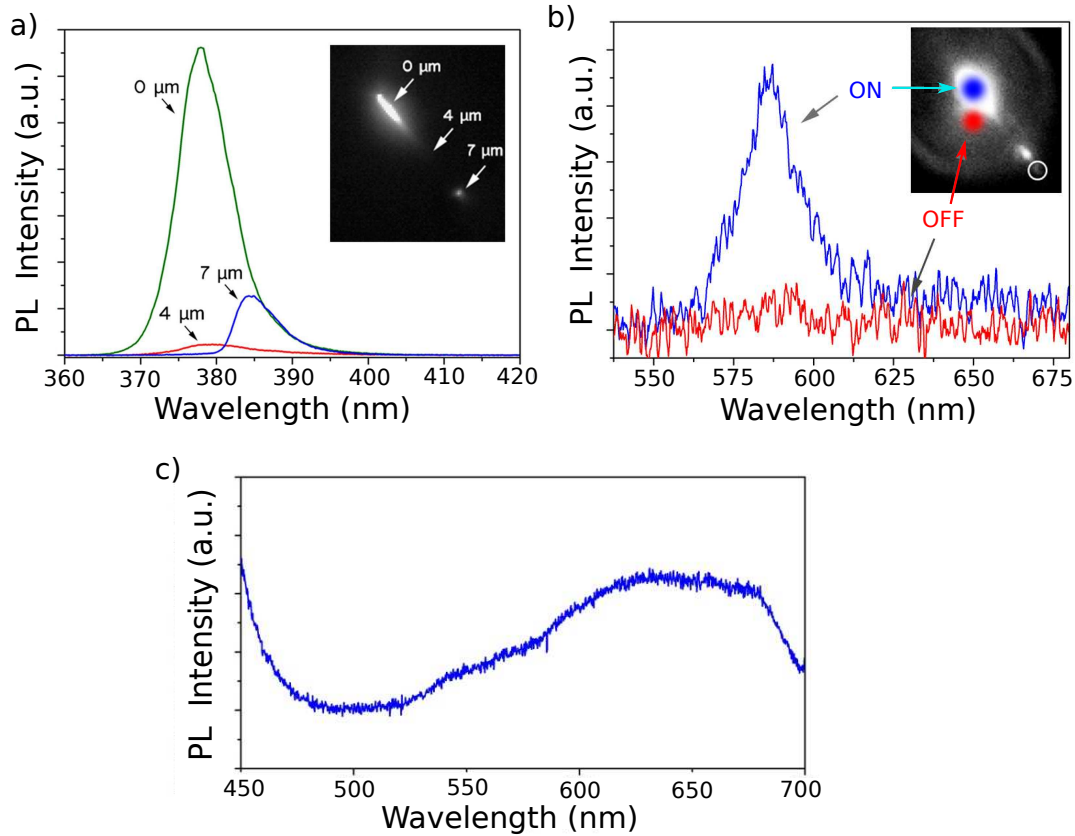 a)
PL Intensity (a.u.)
0 μm
7 μm
4 μm
0 μm
4 μm
7 μm
360 370 380 390 400 410 420
Wavelength (nm)
b)
PL Intensity (a.u.)
ON
OFF
550 575 600 625 650 675
Wavelength (nm)
c)
PL Intensity (a.u.)
450 500 550 600 650 700
Wavelength (nm)